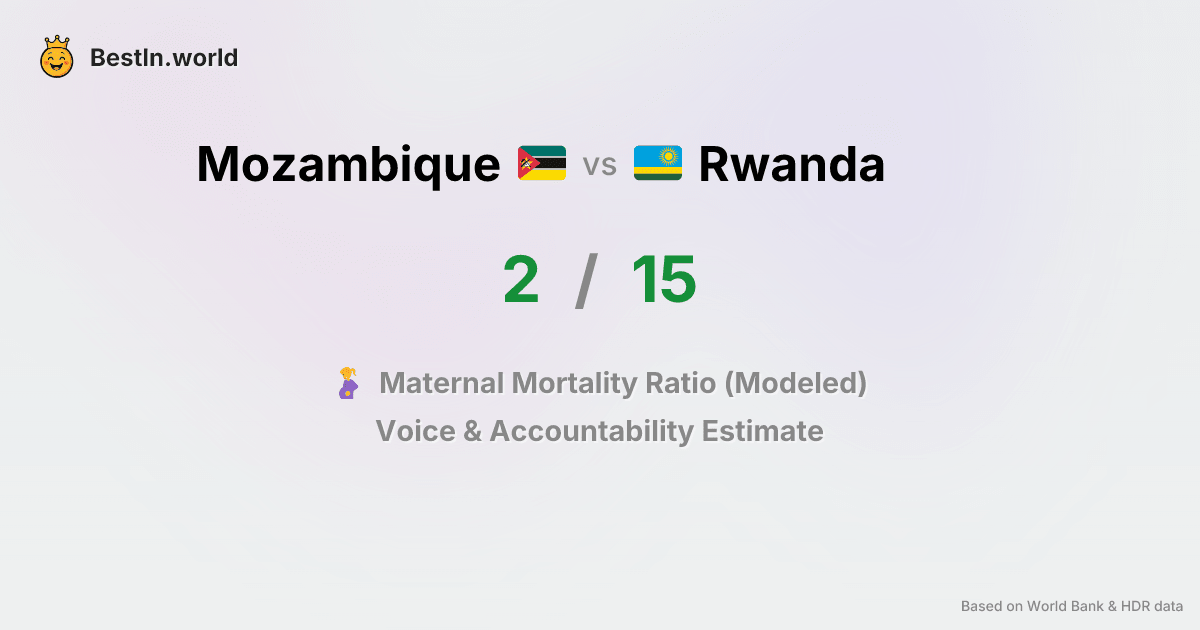 BestIn.world
Mozambique vs Rwanda
2 / 15
Maternal Mortality Ratio (Modeled)
Voice & Accountability Estimate
Based on World Bank & HDR data